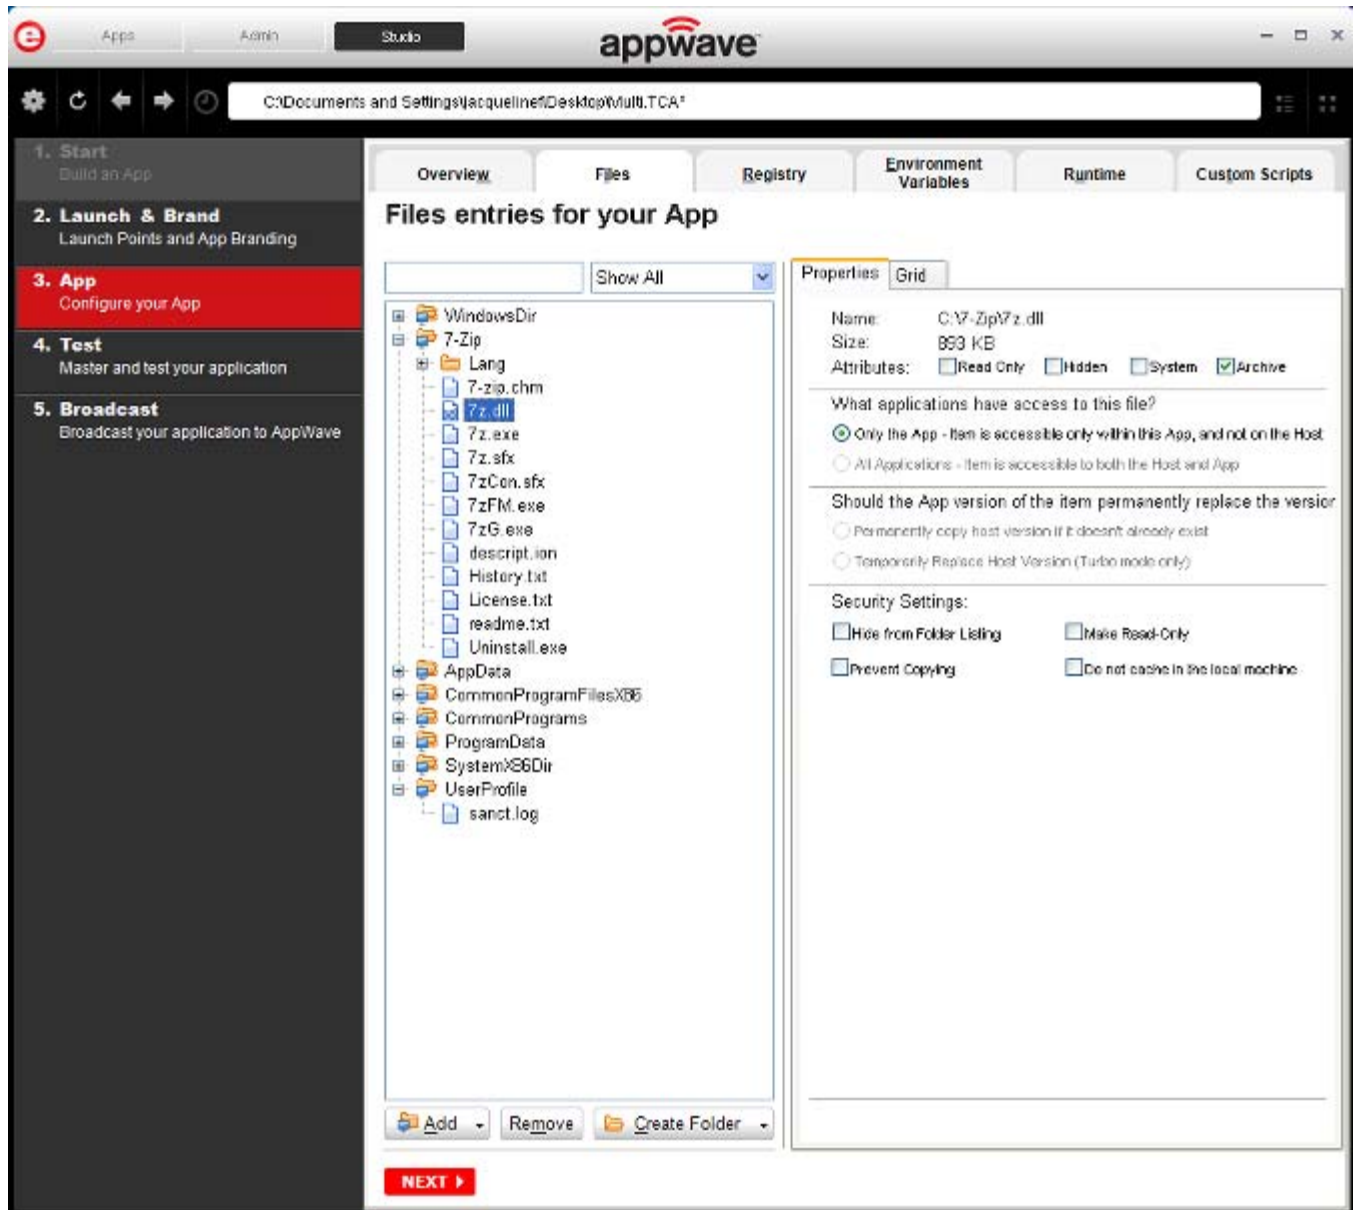 Apps Admin Studio appwave
C:\Documents and Settings\jacquelinef\Desktop\Multi.TCA*
1. Start
Build an App
2. Launch & Brand
Launch Points and App Branding
3. App
Configure your App
4. Test
Master and test your application
5. Broadcast
Broadcast your application to AppWave
Overview Files Registry Environment Variables Runtime Custom Scripts
Files entries for your App
Show All
WindowsDir
7-Zip
Lang
7-zip.chm
7z.dll
7z.exe
7z.sfx
7zCon.sfx
7zFM.exe
7zG.exe
descript.ion
History.txt
License.txt
readme.txt
Uninstall.exe
AppData
CommonProgramFilesX86
CommonPrograms
ProgramData
SystemX86Dir
UserProfile
sanct.log
Add Remove Create Folder
NEXT
Properties Grid
Name: C:\7-Zip\7z.dll
Size: 893 KB
Attributes: Read Only Hidden System Archive
What applications have access to this file?
Only the App - Item is accessible only within this App, and not on the Host
All Applications - Item is accessible to both the Host and App
Should the App version of the item permanently replace the version
Permanently copy host version if it doesn't already exist
Temporarily Replace Host Version (Turbo mode only)
Security Settings:
Hide from Folder Listing Make Read-Only
Prevent Copying Do not cache in the local machine